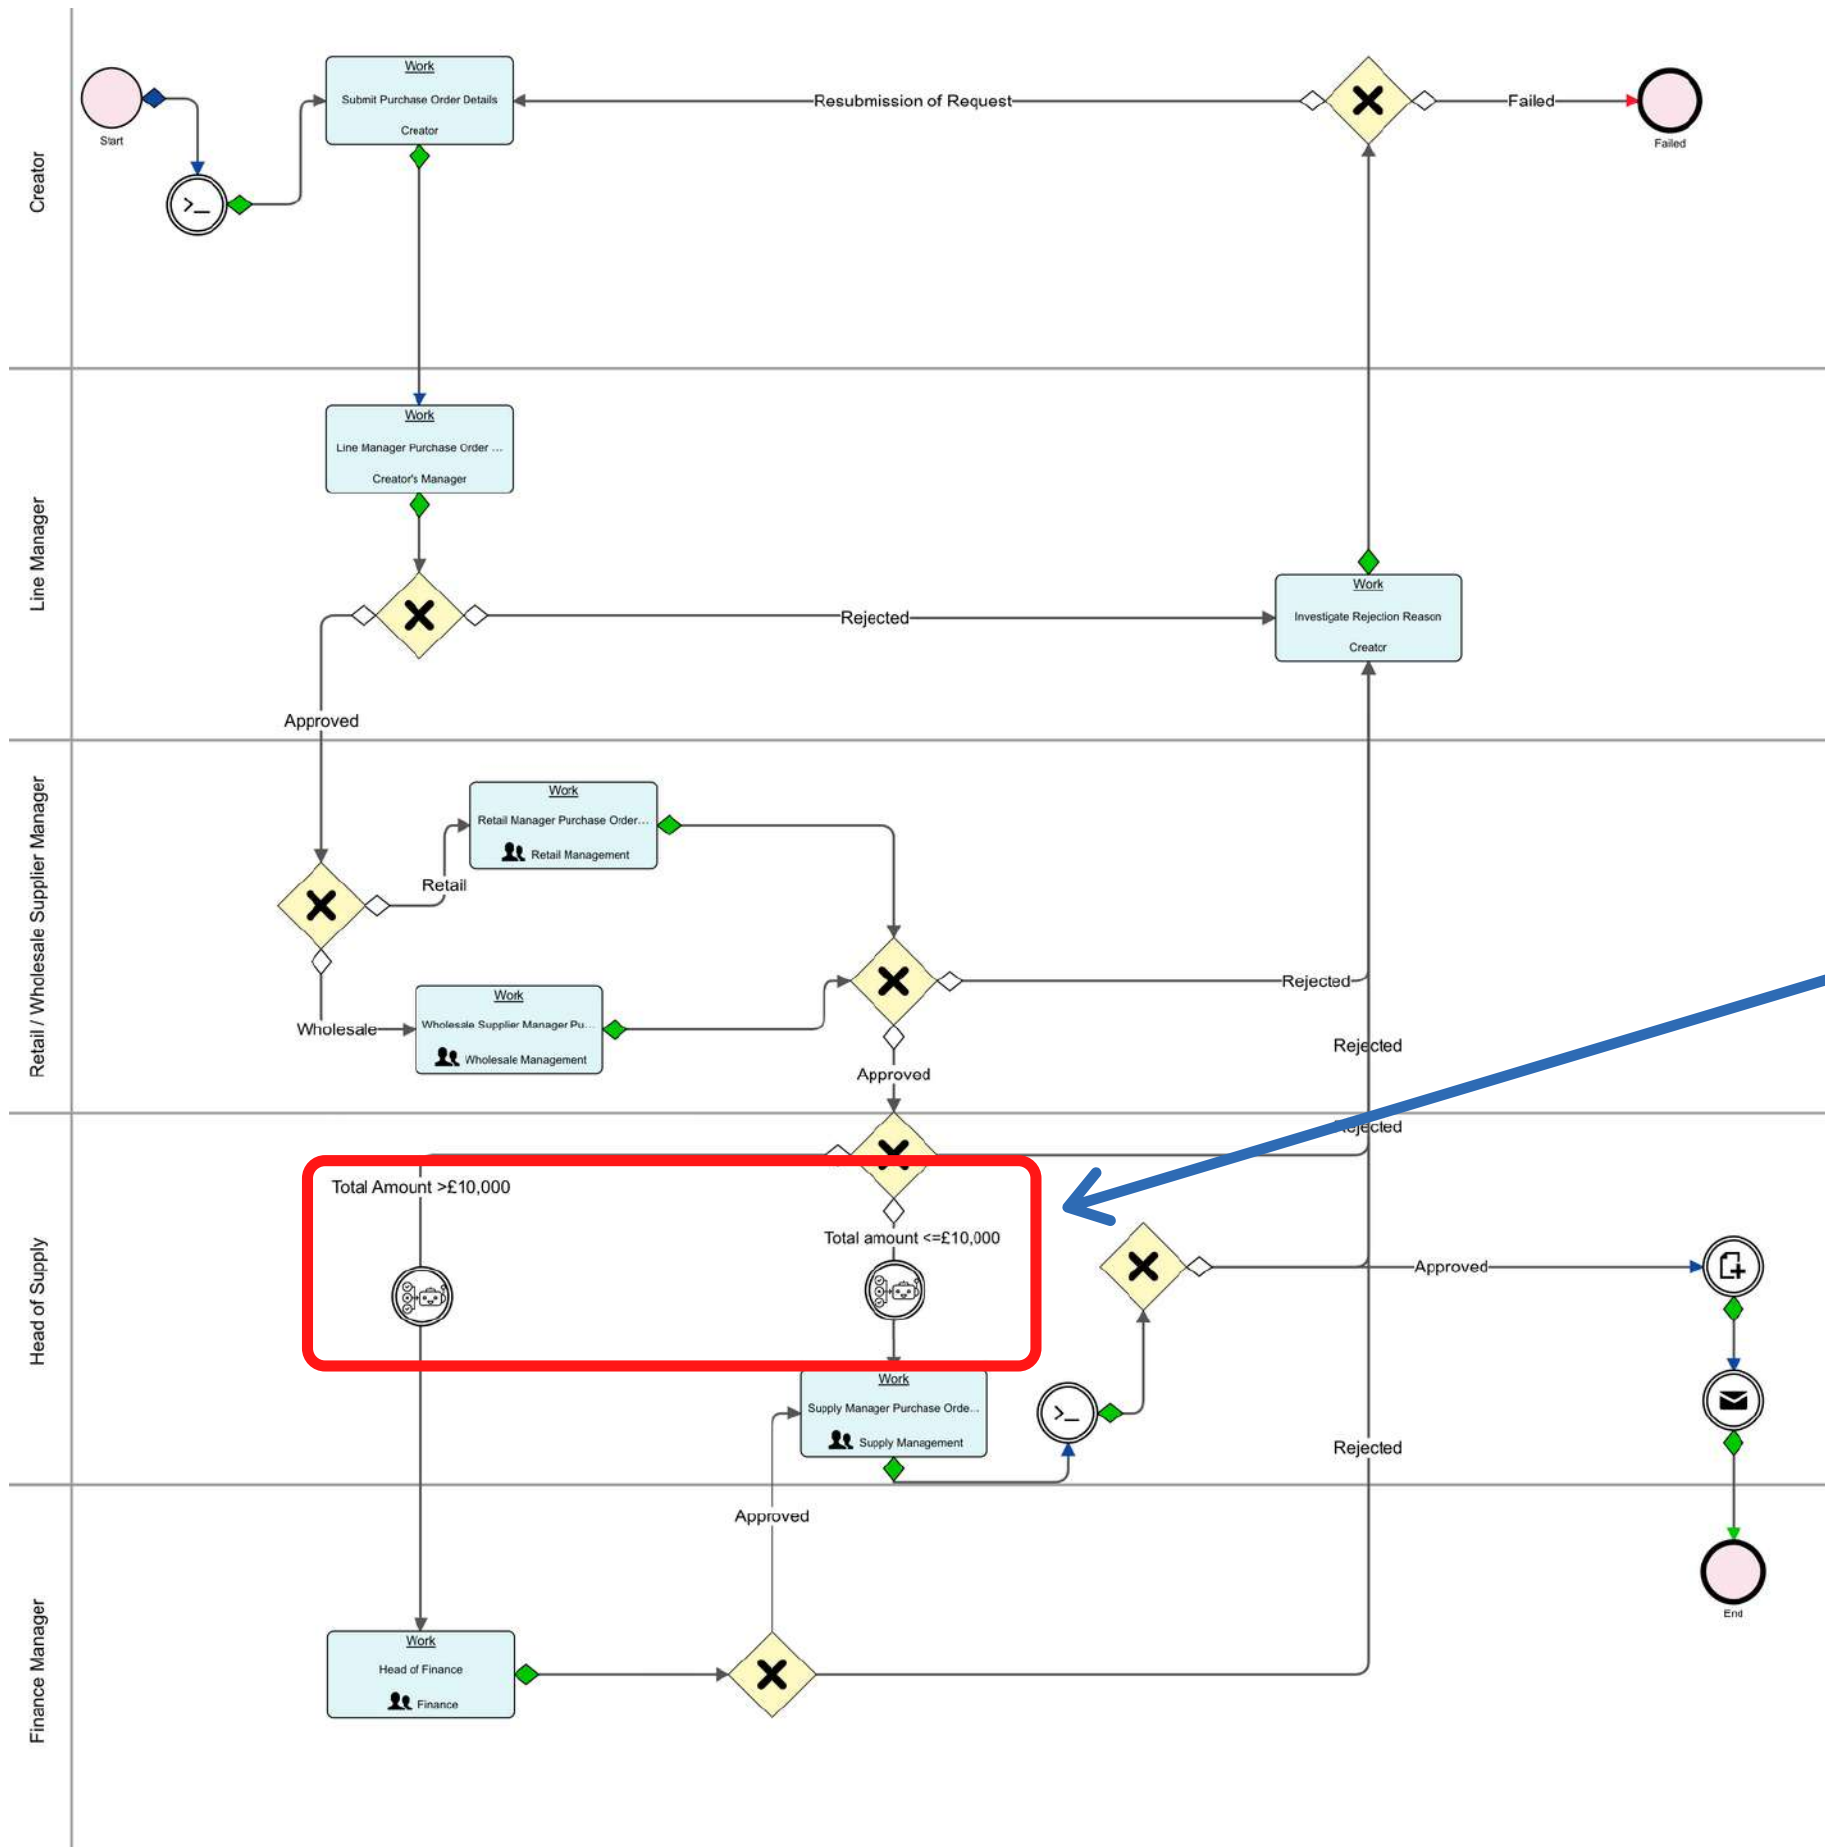 Creator
Start
Work
Submit Purchase Order Details
Creator
Resubmission of Request
Failed
Failed
Line Manager
Work
Line Manager Purchase Order ...
Creator's Manager
Rejected
Work
Investigate Rejection Reason
Creator
Approved
Retail / Wholesale Supplier Manager
Work
Retail Manager Purchase Order...
Retail Management
Retail
Wholesale
Work
Wholesale Supplier Manager Pu...
Wholesale Management
Rejected
Rejected
Approved
Head of Supply
Rejected
Total Amount >£10,000
Total amount <=£10,000
Approved
Work
Supply Manager Purchase Orde...
Supply Management
>_
>_
Rejected
Finance Manager
Approved
Work
Head of Finance
Finance
End